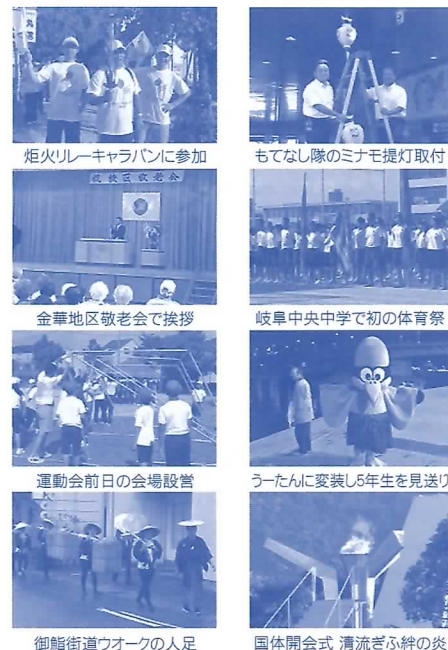 炬火リレーキャラバンに参加
もてなし隊のミナモ提灯取付
敬老会
金華地区敬老会で挨拶
岐阜中央中学で初の体育祭
運動会前日の会場設営
うーたんに変装し5年生を見送り
御鮨街道ウオークの人足
国体開会式 清流ぎふ絆の炎